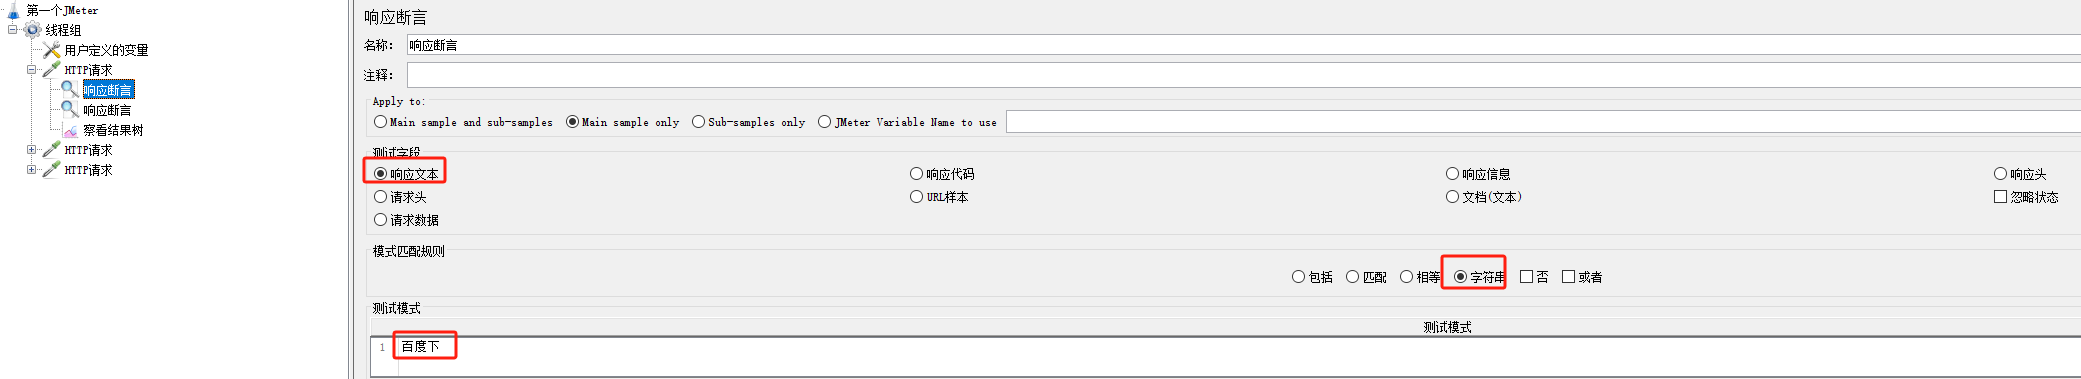 第一个JMeter
线程组
用户定义的变量
HTTP请求
响应断言
响应断言
察看结果树
HTTP请求
HTTP请求
响应断言
名称： 响应断言
注释：
Apply to:
Main sample and sub-samples Main sample only Sub-samples only JMeter Variable Name to use
测试字段
响应文本 响应代码 响应信息 响应头
请求头 URL样本 文档(文本) 忽略状态
请求数据
模式匹配规则
包括 匹配 相等 字符串 否 或者
测试模式
测试模式
1 百度下